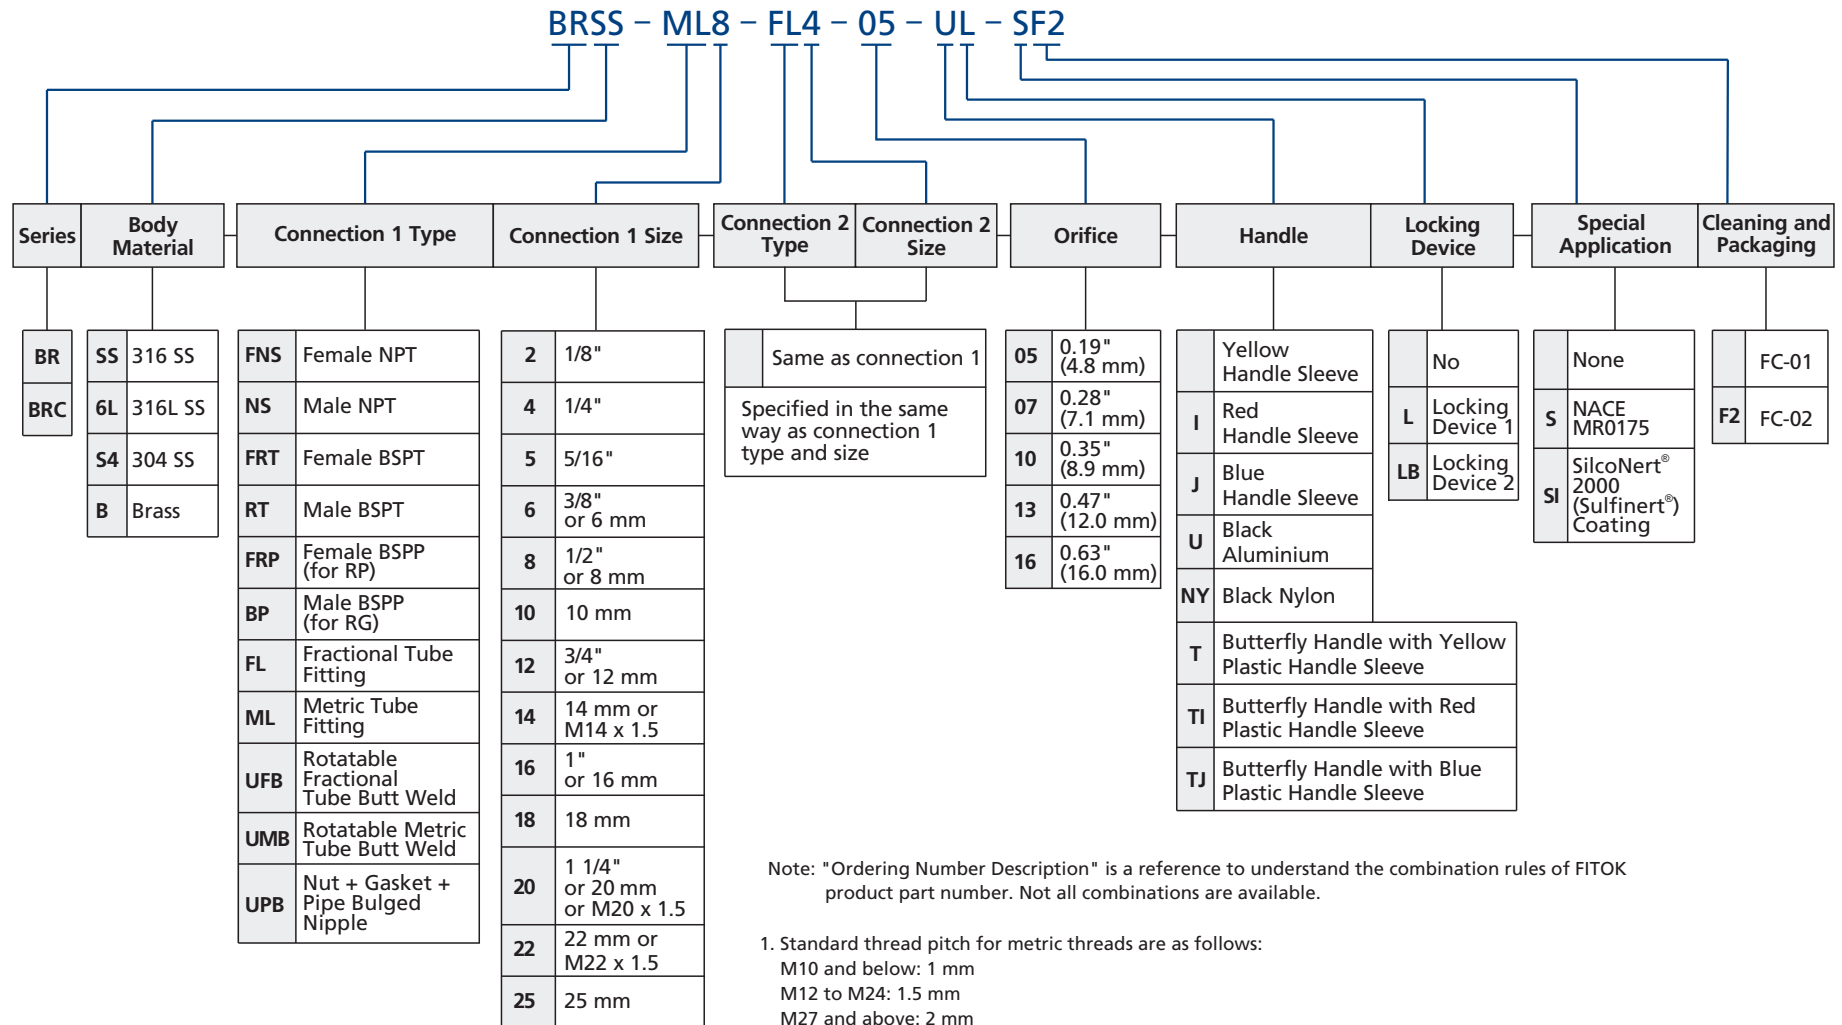 BRSS – ML8 – FL4 – 05 – UL – SF2
Series
Body
Material
Connection 1 Type
Connection 1 Size
Connection 2
Type
Connection 2
Size
Orifice
Handle
Locking
Device
Special
Application
Cleaning and
Packaging
BR
BRC
SS 316 SS
6L 316L SS
S4 304 SS
B Brass
FNS Female NPT
NS Male NPT
FRT Female BSPT
RT Male BSPT
FRP Female BSPP
(for RP)
BP Male BSPP
(for RG)
FL Fractional Tube
Fitting
ML Metric Tube
Fitting
UFB Rotatable
Fractional
Tube Butt Weld
UMB Rotatable Metric
Tube Butt Weld
UPB Nut + Gasket +
Pipe Bulged
Nipple
2 1/8"
4 1/4"
5 5/16"
6 3/8"
or 6 mm
8 1/2"
or 8 mm
10 10 mm
12 3/4"
or 12 mm
14 14 mm or
M14 x 1.5
16 1"
or 16 mm
18 18 mm
20 1 1/4"
or 20 mm
or M20 x 1.5
22 22 mm or
M22 x 1.5
25 25 mm
Same as connection 1
Specified in the same
way as connection 1
type and size
05 0.19"
(4.8 mm)
07 0.28"
(7.1 mm)
10 0.35"
(8.9 mm)
13 0.47"
(12.0 mm)
16 0.63"
(16.0 mm)
Yellow
Handle Sleeve
I Red
Handle Sleeve
J Blue
Handle Sleeve
U Black
Aluminium
NY Black Nylon
T Butterfly Handle with Yellow
Plastic Handle Sleeve
TI Butterfly Handle with Red
Plastic Handle Sleeve
TJ Butterfly Handle with Blue
Plastic Handle Sleeve
No
L Locking
Device 1
LB Locking
Device 2
None
S NACE
MR0175
SI SilcoNert®
2000
(Sulfinert®)
Coating
FC-01
F2 FC-02
Note: "Ordering Number Description" is a reference to understand the combination rules of FITOK
product part number. Not all combinations are available.
1. Standard thread pitch for metric threads are as follows:
M10 and below: 1 mm
M12 to M24: 1.5 mm
M27 and above: 2 mm